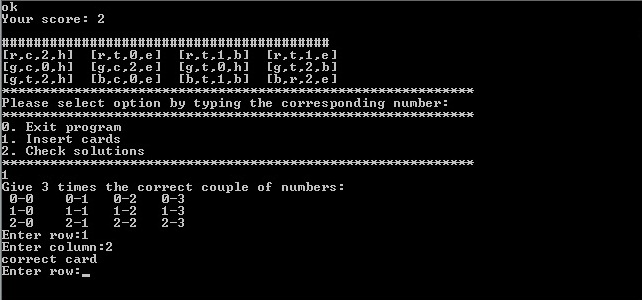 ok
Your score: 2
#########################################
[r,c,2,h]  [r,t,0,e]  [r,t,1,b]  [r,t,1,e]
[g,c,0,h]  [g,c,2,e]  [g,t,0,h]  [g,t,2,b]
[g,t,2,h]  [b,c,0,e]  [b,t,1,h]  [b,r,2,e]
***********************************************************
Please select option by typing the corresponding number:
***********************************************************
0. Exit program
1. Insert cards
2. Check solutions
***********************************************************
1
Give 3 times the correct couple of numbers:
0-0    0-1   0-2   0-3
1-0    1-1   1-2   1-3
2-0    2-1   2-2   2-3
Enter row:1
Enter column:2
correct card
Enter row:_